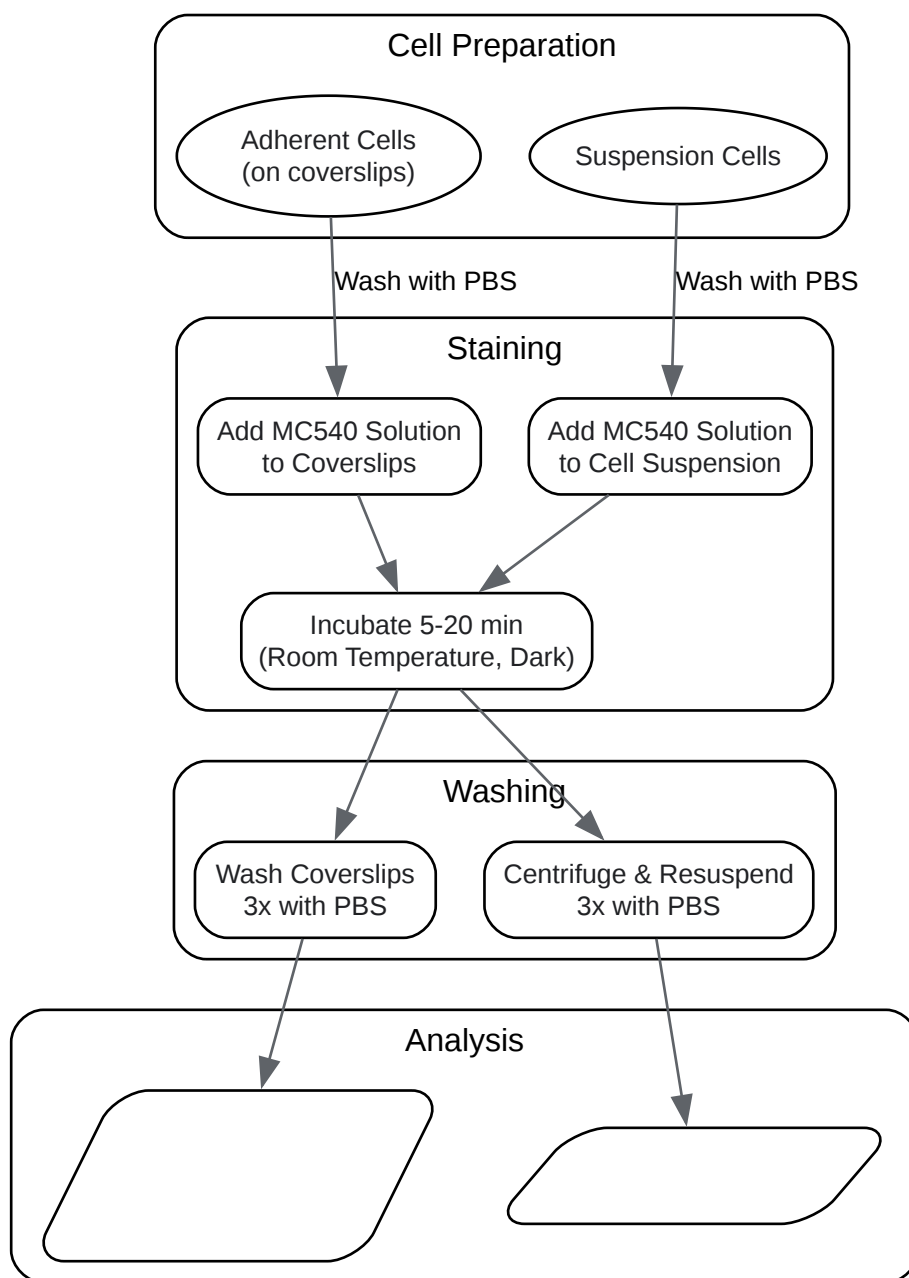 Cell Preparation
Adherent Cells
(on coverslips)
Suspension Cells
Wash with PBS
Wash with PBS
Staining
Add MC540 Solution
to Coverslips
Add MC540 Solution
to Cell Suspension
Incubate 5-20 min
(Room Temperature, Dark)
Washing
Wash Coverslips
3x with PBS
Centrifuge & Resuspend
3x with PBS
Analysis